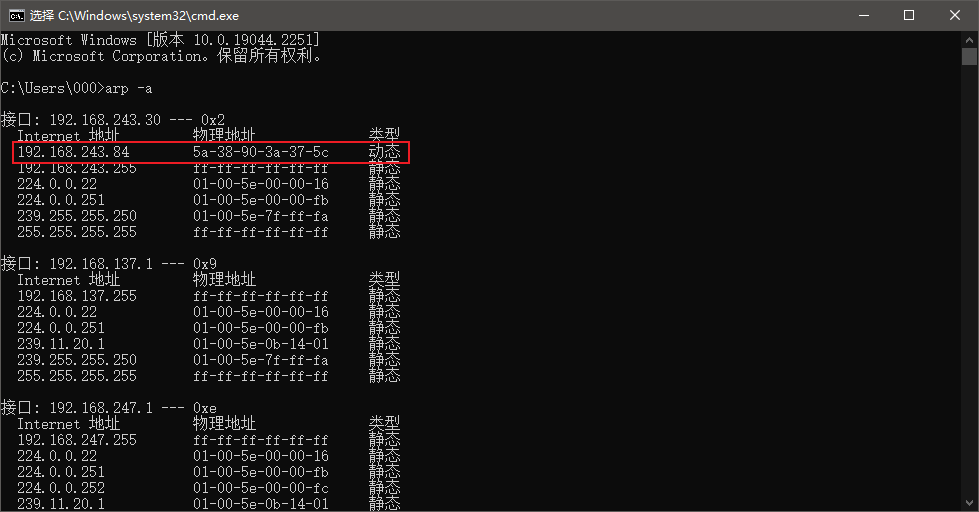 选择 C:\Windows\system32\cmd.exe
Microsoft Windows [版本 10.0.19044.2251]
(c) Microsoft Corporation。保留所有权利。
C:\Users\000>arp -a
接口: 192.168.243.30 --- 0x2
Internet 地址 物理地址 类型
192.168.243.84 5a-38-90-3a-37-5c 动态
192.168.243.255 ff-ff-ff-ff-ff-ff 静态
224.0.0.22 01-00-5e-00-00-16 静态
224.0.0.251 01-00-5e-00-00-fb 静态
239.255.255.250 01-00-5e-7f-ff-fa 静态
255.255.255.255 ff-ff-ff-ff-ff-ff 静态
接口: 192.168.137.1 --- 0x9
Internet 地址 物理地址 类型
192.168.137.255 ff-ff-ff-ff-ff-ff 静态
224.0.0.22 01-00-5e-00-00-16 静态
224.0.0.251 01-00-5e-00-00-fb 静态
239.11.20.1 01-00-5e-0b-14-01 静态
239.255.255.250 01-00-5e-7f-ff-fa 静态
255.255.255.255 ff-ff-ff-ff-ff-ff 静态
接口: 192.168.247.1 --- 0xe
Internet 地址 物理地址 类型
192.168.247.255 ff-ff-ff-ff-ff-ff 静态
224.0.0.22 01-00-5e-00-00-16 静态
224.0.0.251 01-00-5e-00-00-fb 静态
224.0.0.252 01-00-5e-00-00-fc 静态
239.11.20.1 01-00-5e-0b-14-01 静态